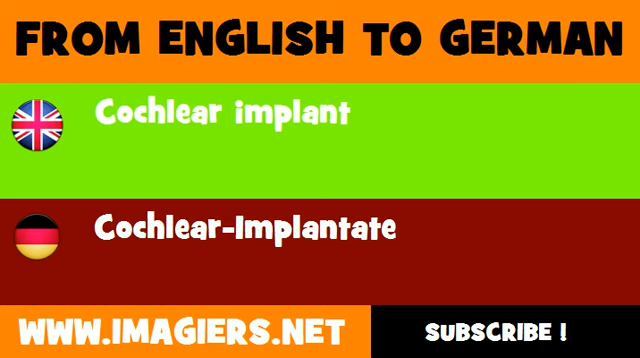 FROM ENGLISH TO GERMAN
Cochlear implant
Cochlear-Implantate
WWW.IMAGIERS.NET
SUBSCRIBE !